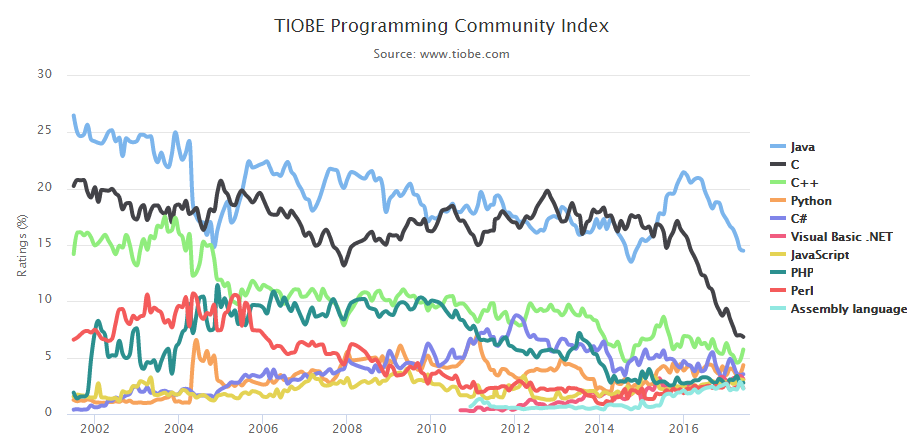 TIOBE Programming Community Index
Source: www.tiobe.com
Ratings (%)
30
25
20
15
10
5
0
2002 2004 2006 2008 2010 2012 2014 2016
Java
C
C++
Python
C#
Visual Basic .NET
JavaScript
PHP
Perl
Assembly language